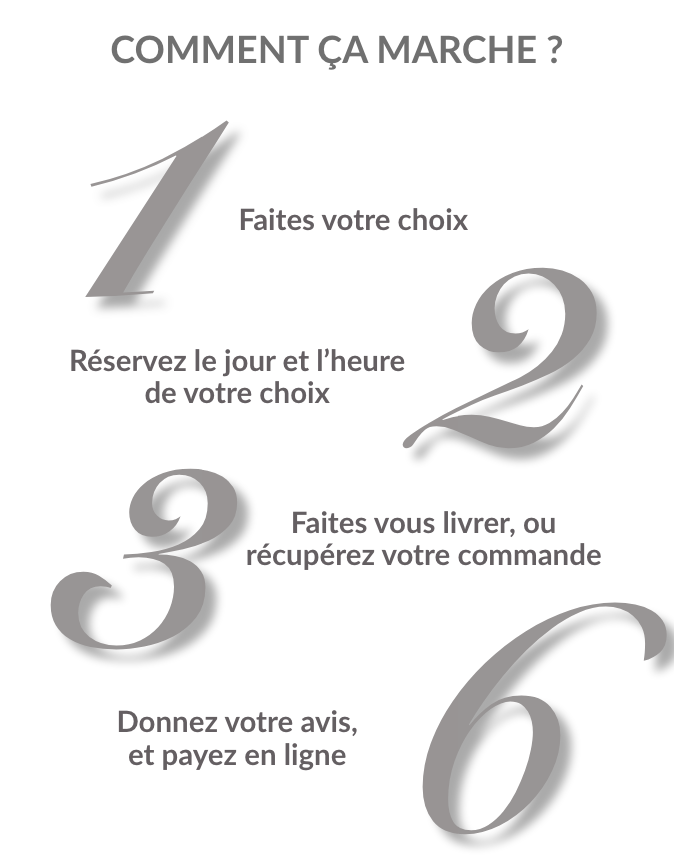 COMMENT ÇA MARCHE ?
1
Faites votre choix
2
Réservez le jour et l’heure
de votre choix
3
Faites vous livrer, ou
récupérez votre commande
6
Donnez votre avis,
et payez en ligne